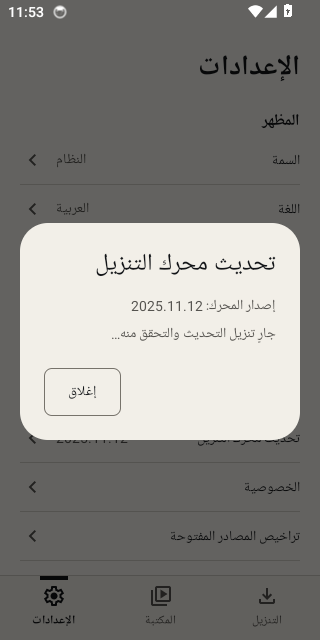 11:53
الإعدادات
المظهر
السمة
النظام
اللغة
العربية
تحديث محرك التنزيل
إصدار المحرك: 2025.11.12
جارٍ تنزيل التحديث والتحقق منه...
إغلاق
تحديث محرك التنزيل
2025.11.12
الخصوصية
تراخيص المصادر المفتوحة
التنزيل
المكتبة
الإعدادات